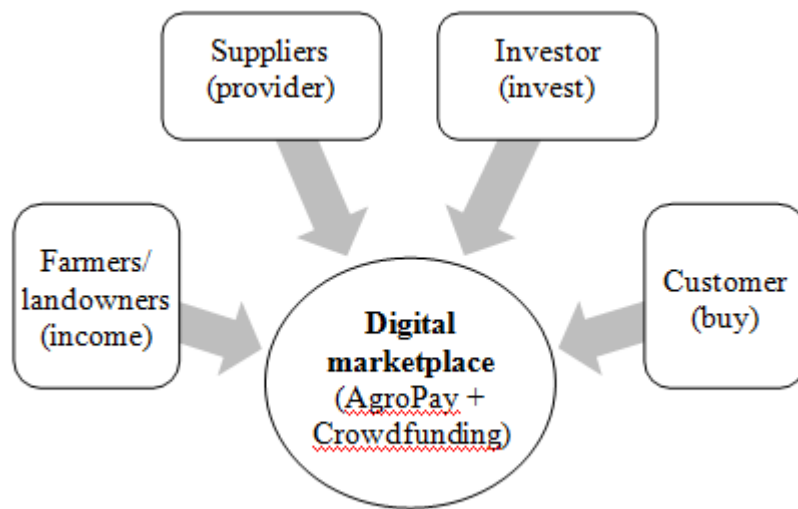 Suppliers
(provider)
Investor
(invest)
Farmers/
landowners
(income)
Customer
(buy)
Digital
marketplace
(AgroPay +
Crowdfunding)